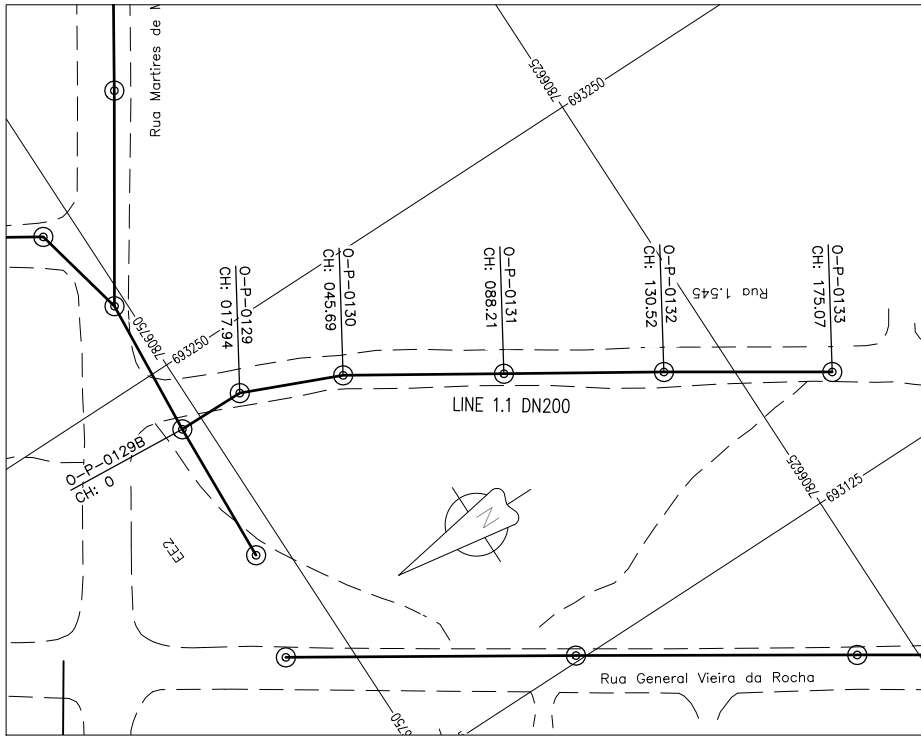 Rua Martires de M
7806625
693250
7806750
693250
O-P-0129
CH: 017.94
O-P-0130
CH: 045.69
O-P-0131
CH: 088.21
O-P-0132
CH: 130.52
Rua 1.545
O-P-0133
CH: 175.07
LINE 1.1 DN200
O-P-0129B
CH: 0
7806625
693125
N
EE2
Rua General Vieira da Rocha
6750